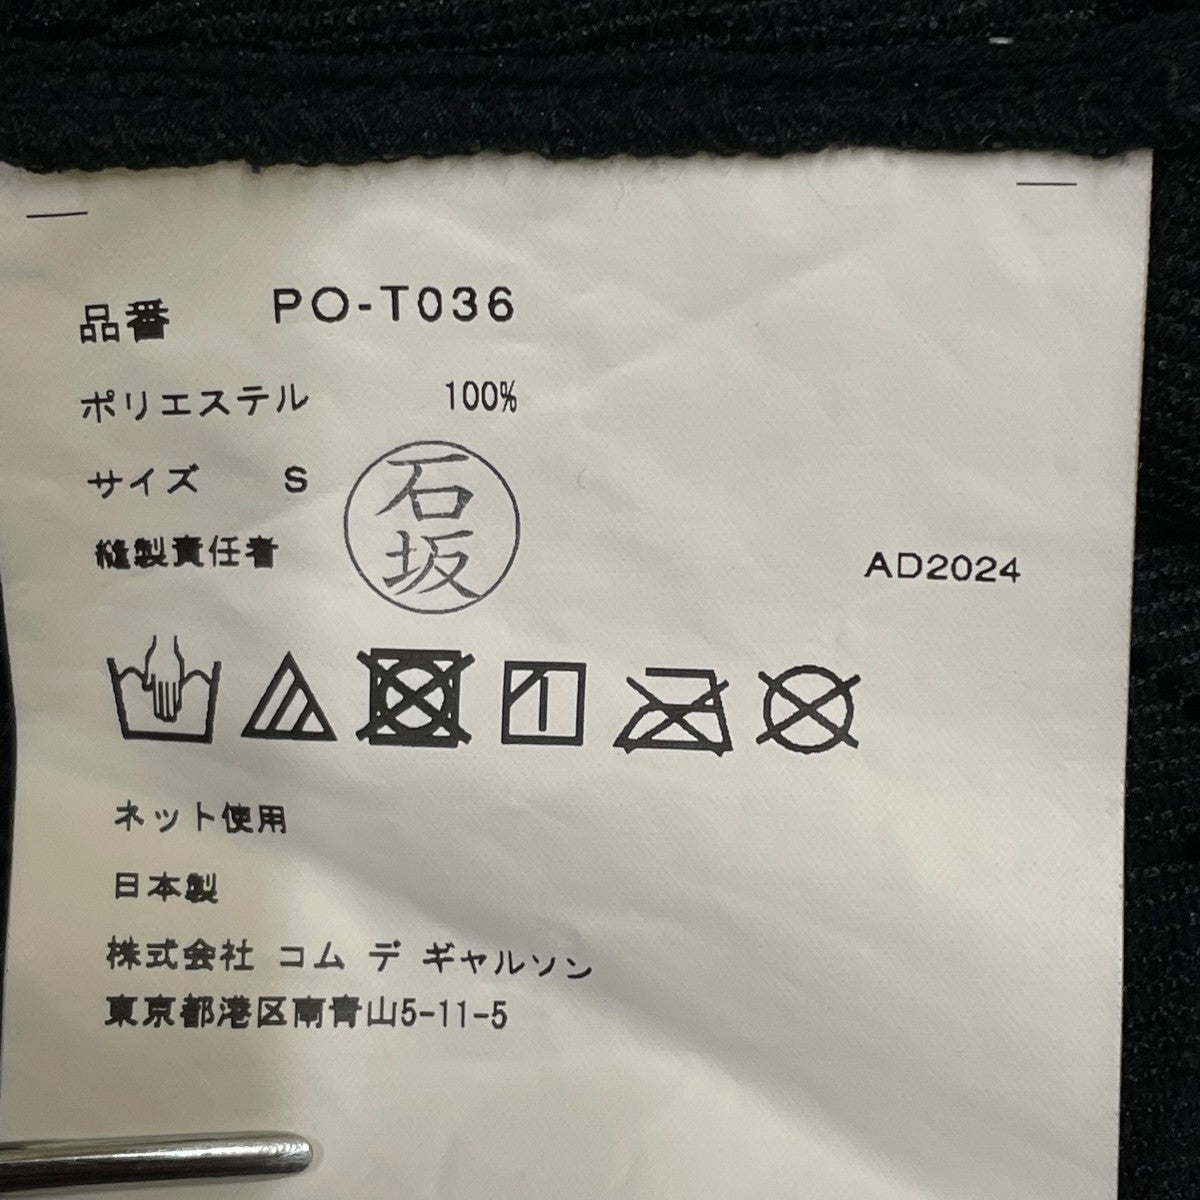 品番 PO-T036
ポリエステル 100%
サイズ S
縫製責任者 石坂
AD2024
ネット使用
日本製
株式会社 コム デ ギャルソン
東京都港区南青山5-11-5